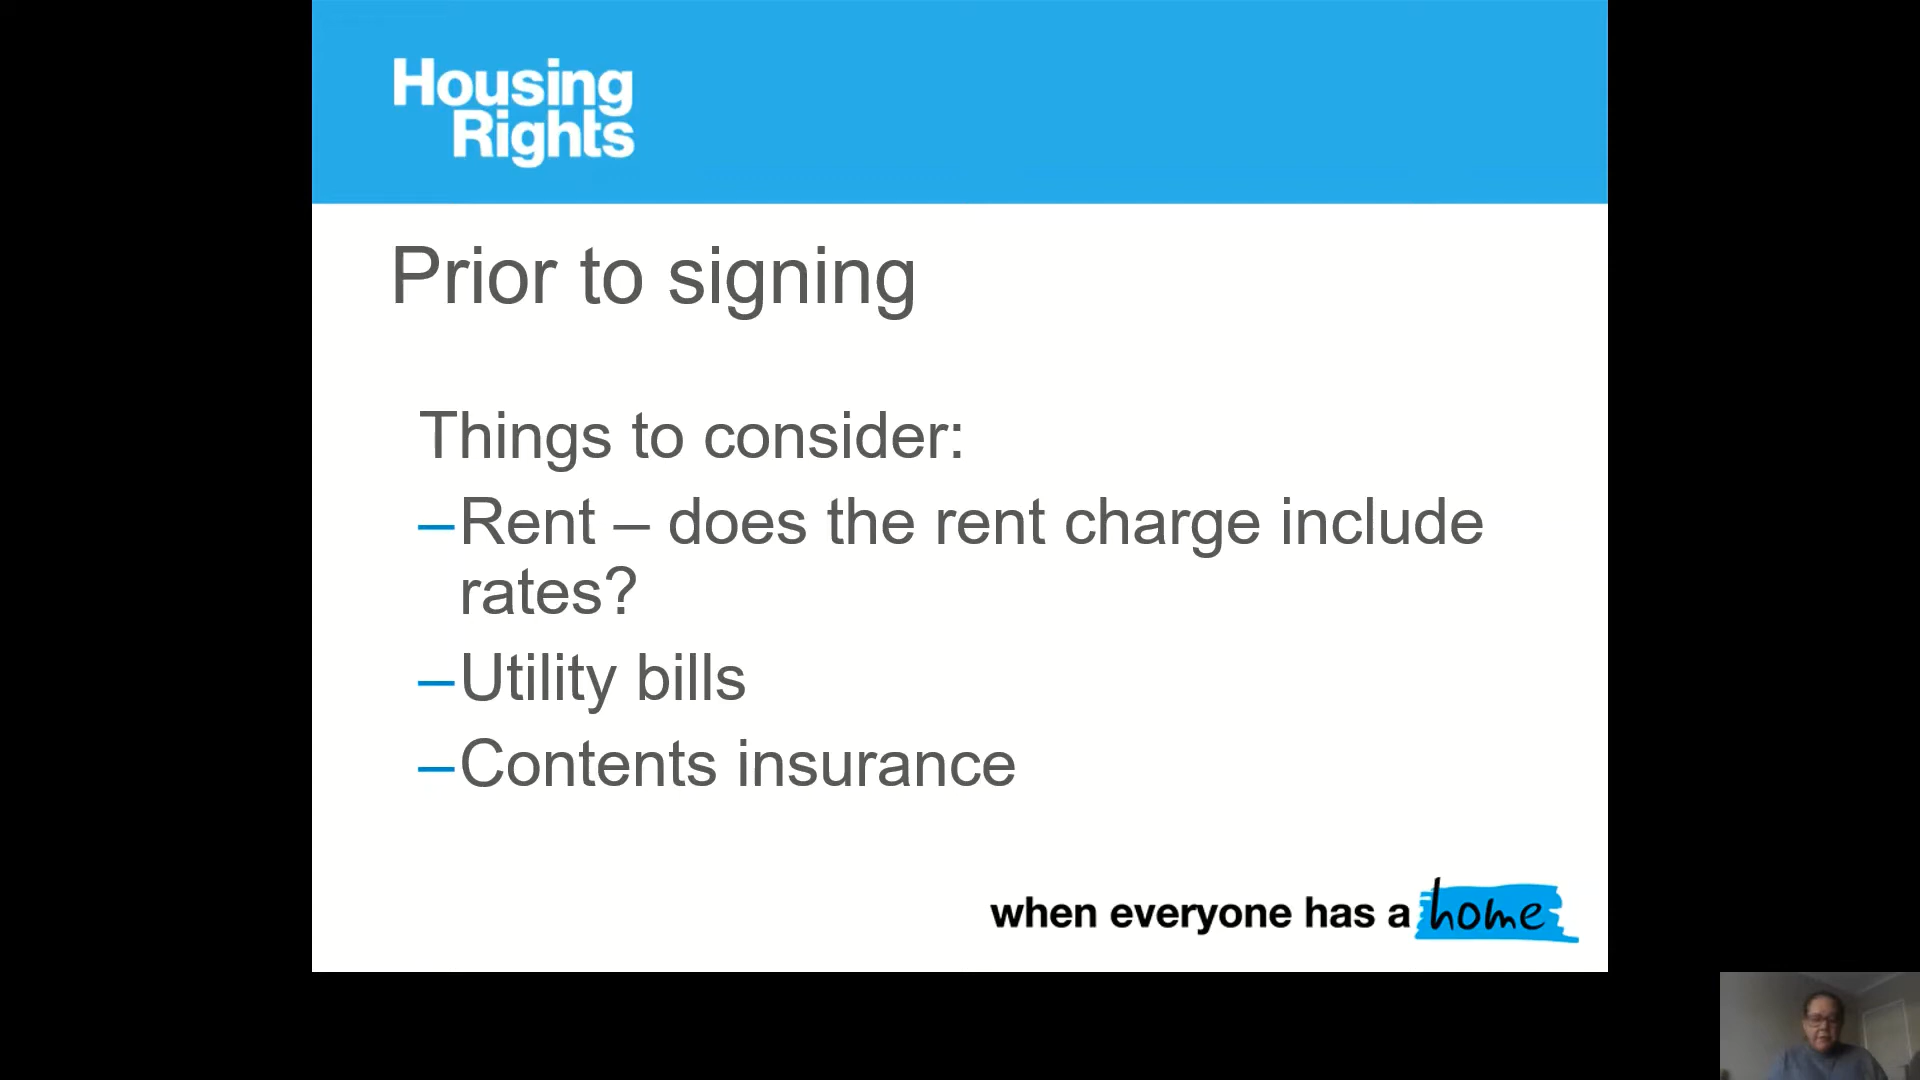 Housing
Rights
Prior to signing
Things to consider:
–Rent – does the rent charge include
rates?
–Utility bills
–Contents insurance
when everyone has a home